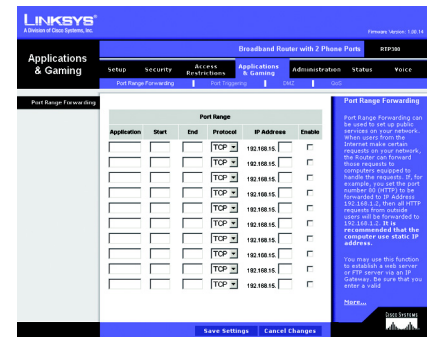 LINKSYS®
A Division of Cisco Systems, Inc.
Firmware Version: 1.00.14
Broadband Router with 2 Phone Ports
RTP300
Applications & Gaming
Setup
Security
Access Restrictions
Applications & Gaming
Administration
Status
Voice
Port Range Forwarding
Port Triggering
DMZ
QoS
Port Range Forwarding
Port Range
Application Start End Protocol IP Address Enable
TCP 192.168.15.
TCP 192.168.15.
TCP 192.168.15.
TCP 192.168.15.
TCP 192.168.15.
TCP 192.168.15.
TCP 192.168.15.
TCP 192.168.15.
TCP 192.168.15.
TCP 192.168.15.
Port Range Forwarding
Port Range Forwarding can
be used to set up public
services on your network.
When users from the
Internet make certain
requests on your network,
the Router can forward
those requests to
computers equipped to
handle the requests. If, for
example, you set the port
number 80 (HTTP) to be
forwarded to IP Address
192.168.1.2, then all HTTP
requests from outside
users will be forwarded to
192.168.1.2. It is
recommended that the
computer use static IP
address.
You may use this function
to establish a web server
or FTP server via an IP
Gateway. Be sure that you
enter a valid
More...
Save Settings
Cancel Changes
CISCO SYSTEMS